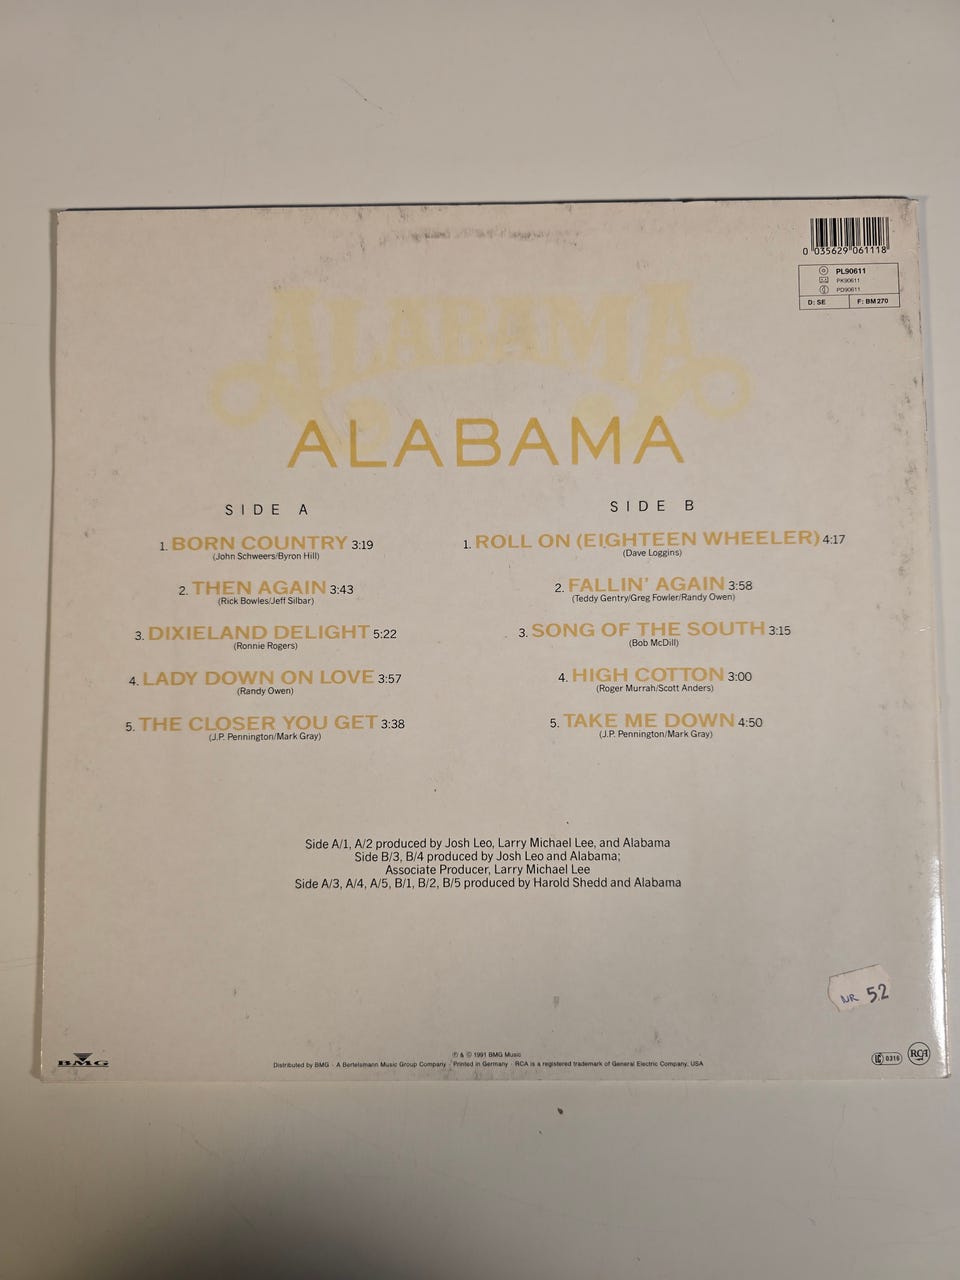 0 035629 061118
PL90611
PK90611
PD90611
D: SE F: BM 270
ALABAMA
ALABAMA
SIDE A
1. BORN COUNTRY 3:19
(John Schweers/Byron Hill)
2. THEN AGAIN 3:43
(Rick Bowles/Jeff Silbar)
3. DIXIELAND DELIGHT 5:22
(Ronnie Rogers)
4. LADY DOWN ON LOVE 3:57
(Randy Owen)
5. THE CLOSER YOU GET 3:38
(J.P. Pennington/Mark Gray)
SIDE B
1. ROLL ON (EIGHTEEN WHEELER) 4:17
(Dave Loggins)
2. FALLIN' AGAIN 3:58
(Teddy Gentry/Greg Fowler/Randy Owen)
3. SONG OF THE SOUTH 3:15
(Bob McDill)
4. HIGH COTTON 3:00
(Roger Murrah/Scott Anders)
5. TAKE ME DOWN 4:50
(J.P. Pennington/Mark Gray)
Side A/1, A/2 produced by Josh Leo, Larry Michael Lee, and Alabama
Side B/3, B/4 produced by Josh Leo and Alabama;
Associate Producer, Larry Michael Lee
Side A/3, A/4, A/5, B/1, B/2, B/5 produced by Harold Shedd and Alabama
NR 52
BMG
℗ & © 1991 BMG Music
Distributed by BMG · A Bertelsmann Music Group Company · Printed in Germany · RCA is a registered trademark of General Electric Company, USA
LC 0316
RCA